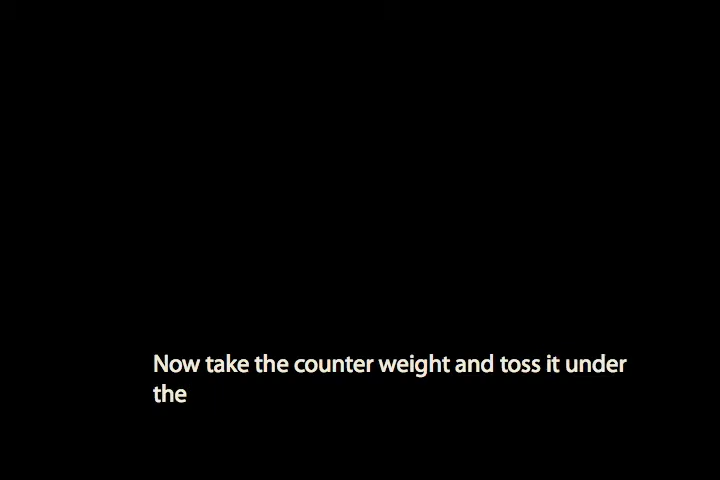 Now take the counter weight and toss it under
the